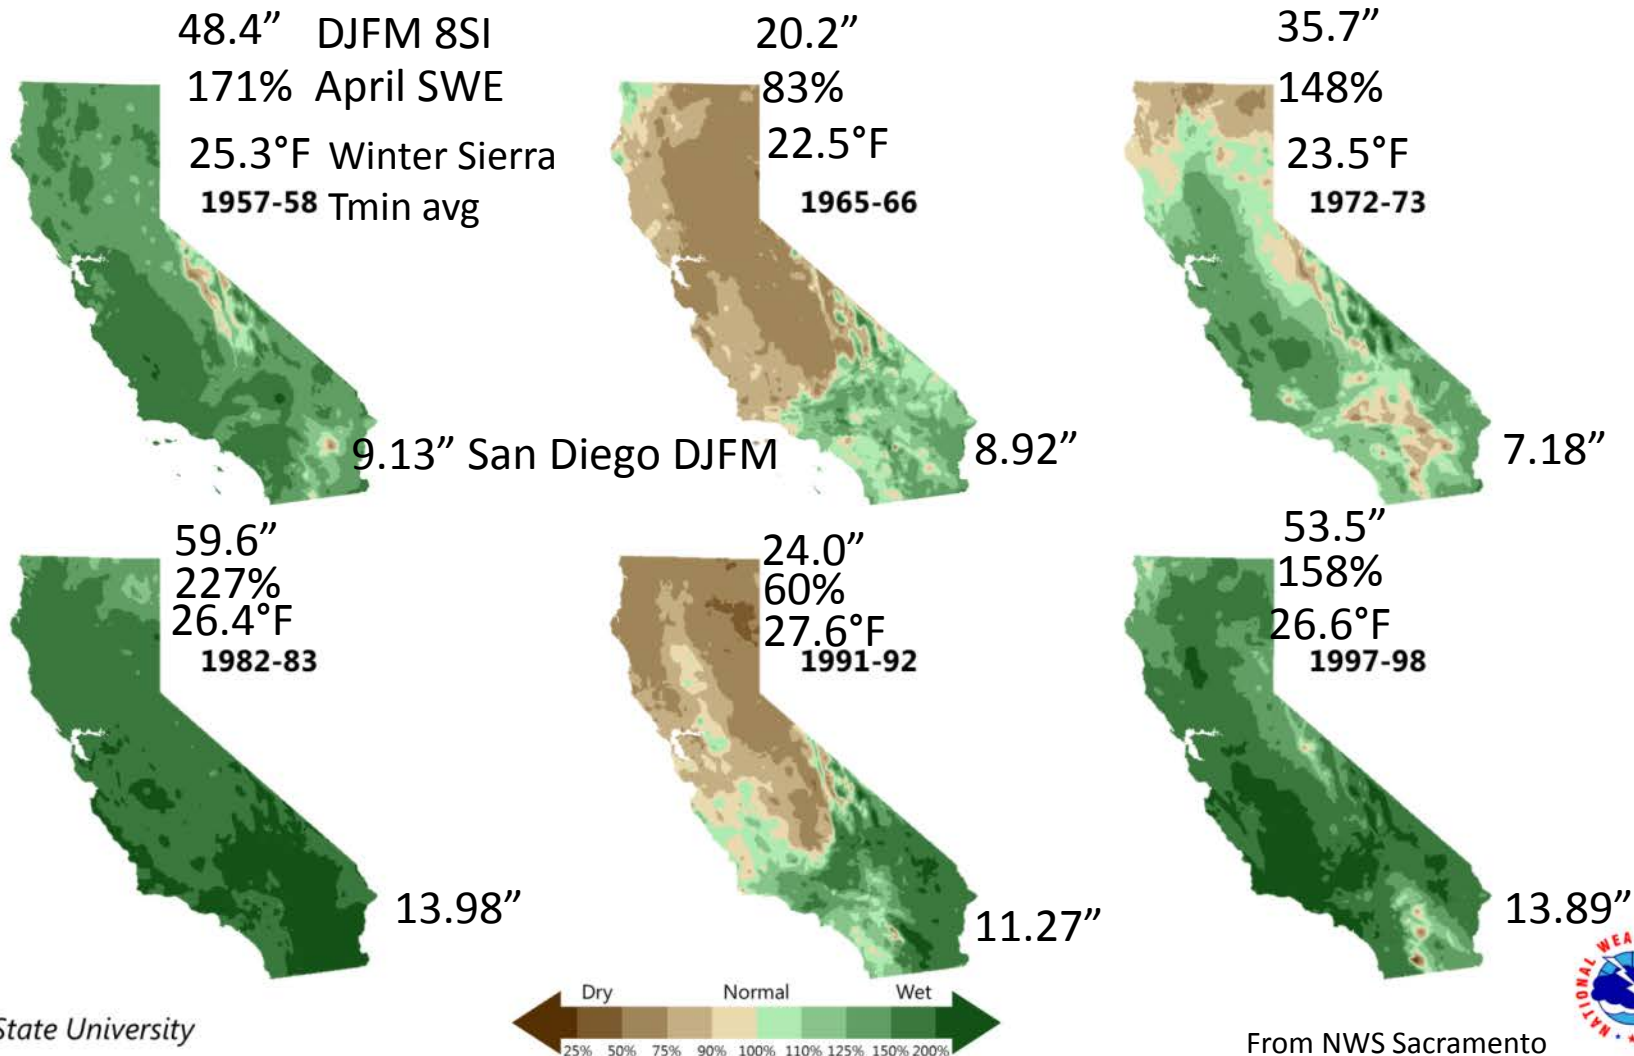 48.4” DJFM 8SI
171% April SWE
25.3°F Winter Sierra
1957-58 Tmin avg
9.13” San Diego DJFM
20.2”
83%
22.5°F
1965-66
8.92”
35.7”
148%
23.5°F
1972-73
7.18”
59.6”
227%
26.4°F
1982-83
13.98”
24.0”
60%
27.6°F
1991-92
11.27”
53.5”
158%
26.6°F
1997-98
13.89”
Dry Normal Wet
25% 50% 75% 90% 100% 110% 125% 150% 200%
State University
From NWS Sacramento
NATIONAL WEA